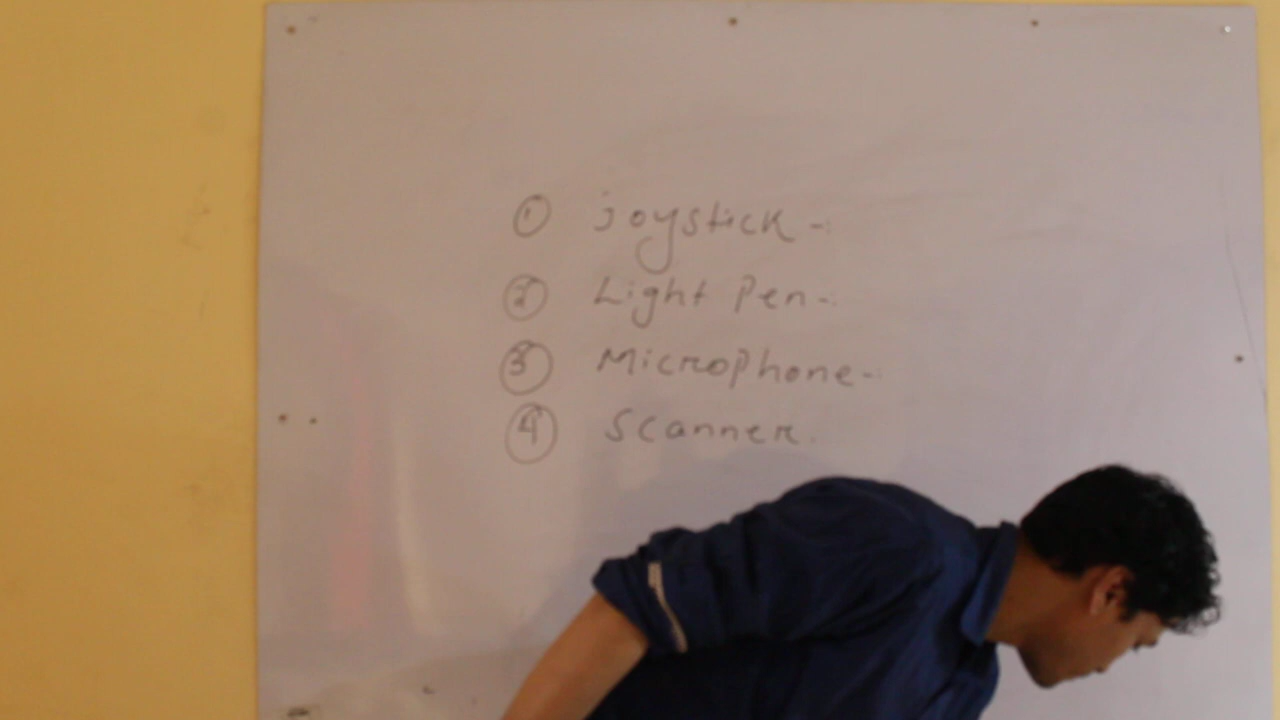 ① joystick -:
② Light Pen -:
③ Microphone -:
④ Scanner.